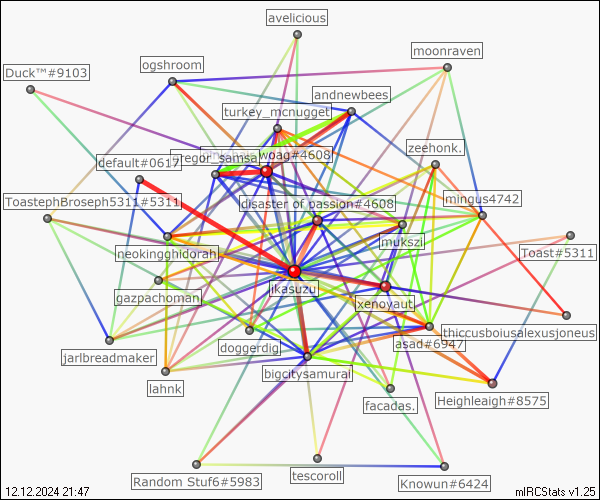 avelicious
moonraven
ogshroom
Duck™#9103
andnewbees
turkey_mcnugget
zeehonk.
woag#4608
gregor_samsa
default#0617
mingus4742
disaster of passion#4608
ToastephBroseph5311#5311
mukszi
neokingghidorah
Toast#5311
jikasuzu
gazpachoman
xenoyaut
thiccusboiusalexusjoneus
asad#6947
doggerdig
jarlbreadmaker
bigcitysamurai
lahnk
Heighleaigh#8575
facadas.
tescoroll
Random Stuf6#5983
Knowun#6424
12.12.2024 21:47
mIRCStats v1.25